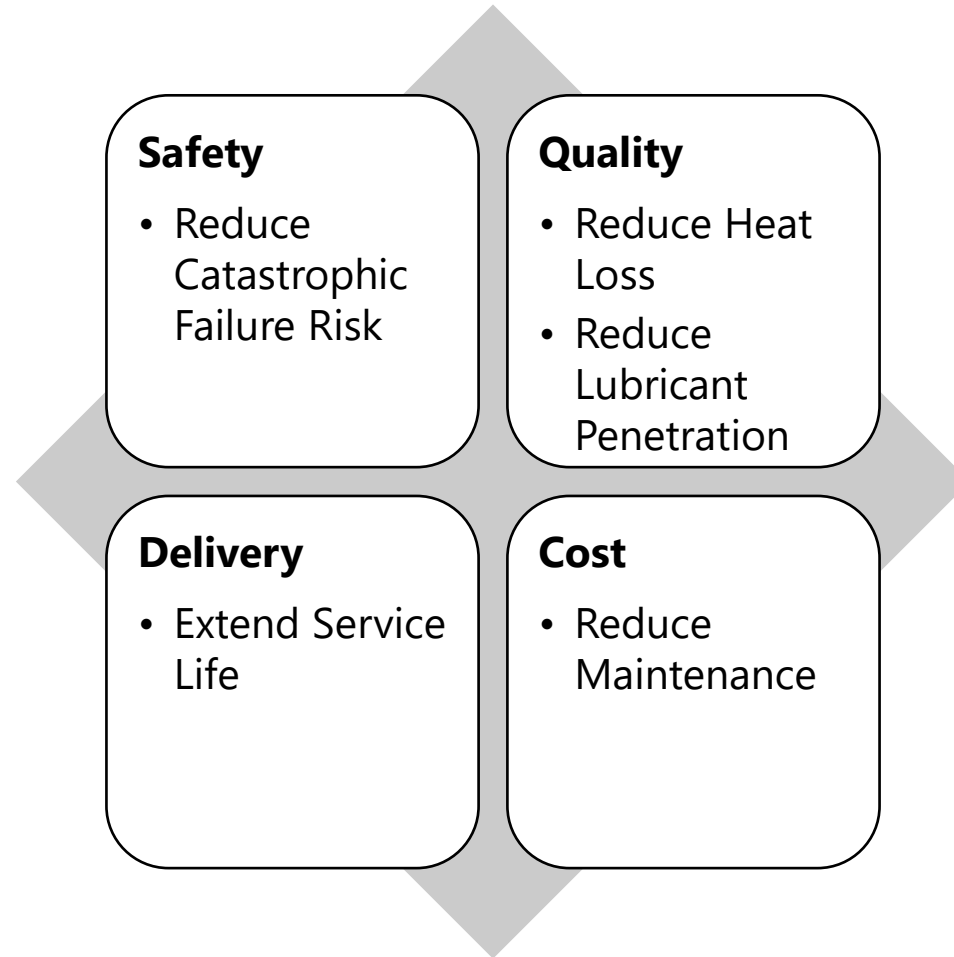 Safety
• Reduce
Catastrophic
Failure Risk
Quality
• Reduce Heat
Loss
• Reduce
Lubricant
Penetration
Delivery
• Extend Service
Life
Cost
• Reduce
Maintenance